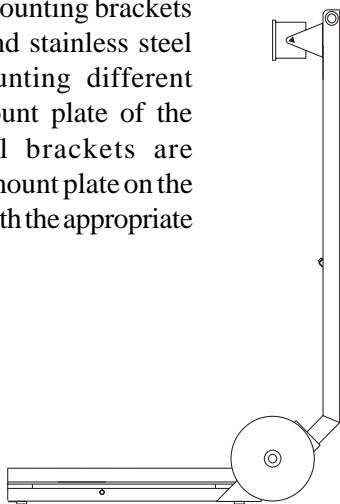 ounting brackets
nd stainless steel
unting different
ount plate of the
l brackets are
mount plate on the
th the appropriate